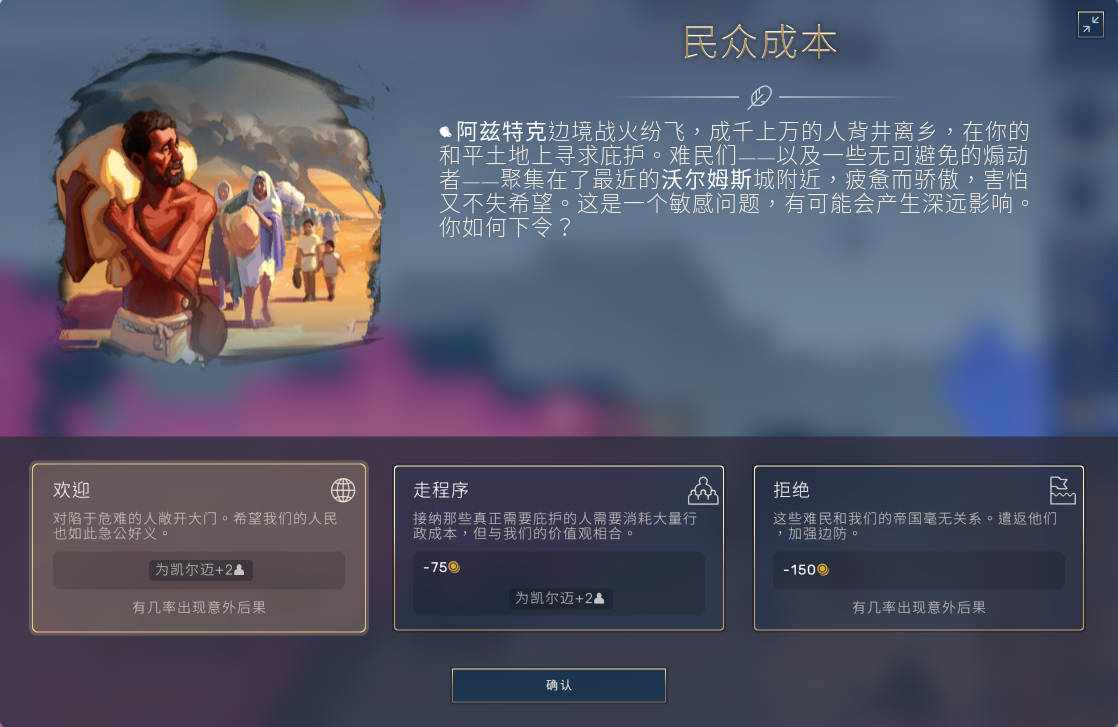 民众成本
阿兹特克边境战火纷飞，成千上万的人背井离乡，在你的
和平土地上寻求庇护。难民们——以及一些无可避免的煽动
者——聚集在了最近的沃尔姆斯城附近，疲惫而骄傲，害怕
又不失希望。这是一个敏感问题，有可能会产生深远影响。
你如何下令？
欢迎
对陷于危难的人敞开大门。希望我们的人民
也如此急公好义。
为凯尔迈+2
有几率出现意外后果
走程序
接纳那些真正需要庇护的人需要消耗大量行
政成本，但与我们的价值观相合。
-75
为凯尔迈+2
拒绝
这些难民和我们的帝国毫无关系。遣返他们
，加强边防。
-150
有几率出现意外后果
确认